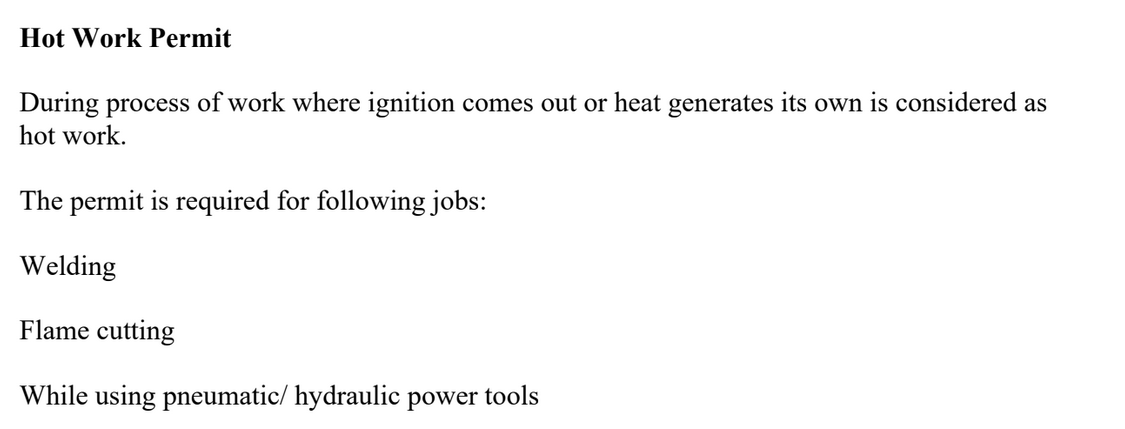 Hot Work Permit
During process of work where ignition comes out or heat generates its own is considered as
hot work.
The permit is required for following jobs:
Welding
Flame cutting
While using pneumatic/ hydraulic power tools